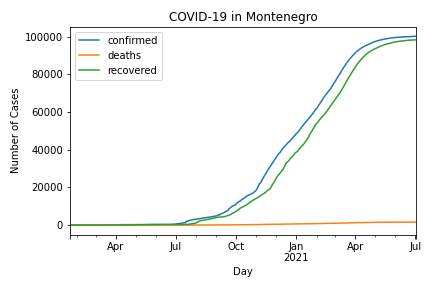 COVID-19 in Montenegro
confirmed
deaths
recovered
Number of Cases
100000
80000
60000
40000
20000
0
Apr
Jul
Oct
Jan
2021
Apr
Jul
Day